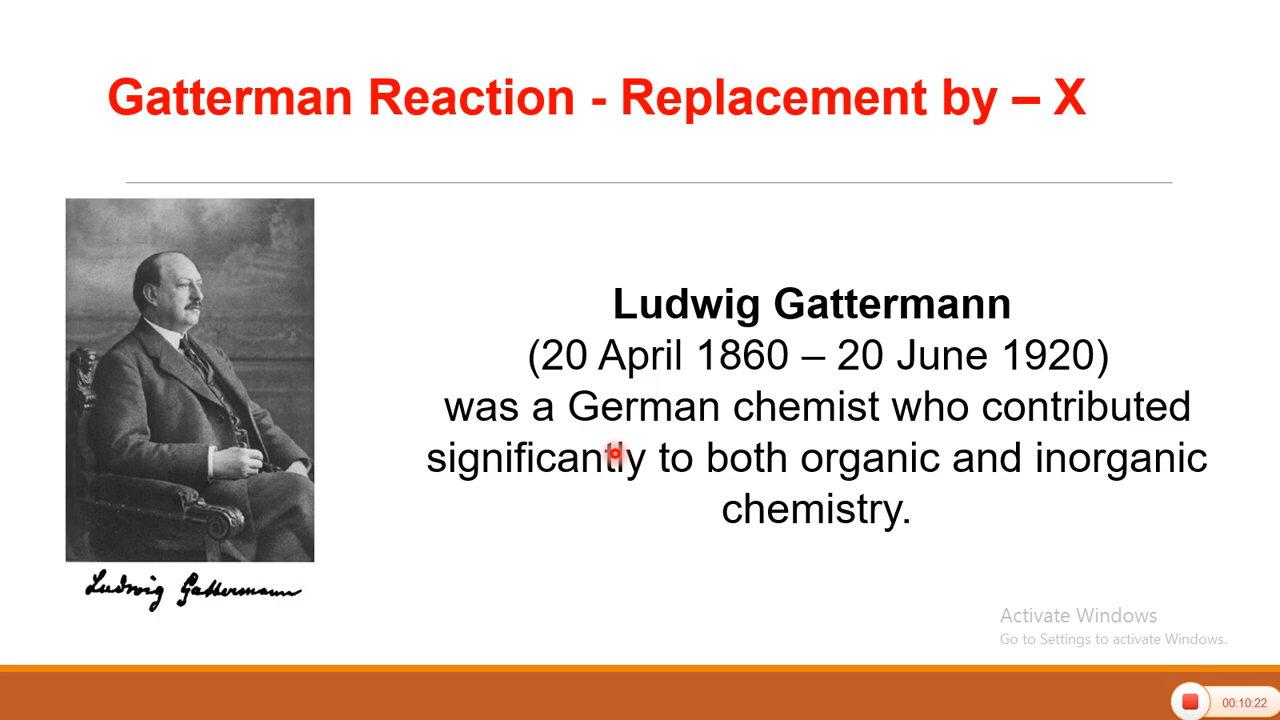 Gatterman Reaction - Replacement by – X
Ludwig Gattermann
(20 April 1860 – 20 June 1920)
was a German chemist who contributed
significantly to both organic and inorganic
chemistry.
Ludwig Gattermann
Activate Windows
Go to Settings to activate Windows.
00:10:22